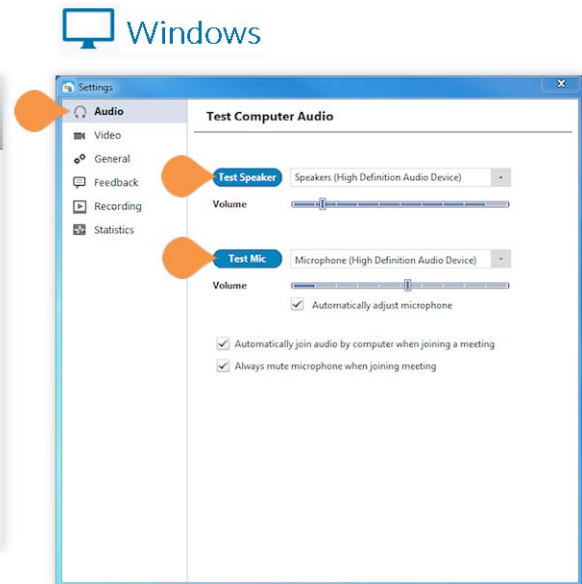 Windows
Settings
X
Audio
Video
General
Feedback
Recording
Statistics
Test Computer Audio
Test Speaker Speakers (High Definition Audio Device)
Volume
Test Mic Microphone (High Definition Audio Device)
Volume
Automatically adjust microphone
Automatically join audio by computer when joining a meeting
Always mute microphone when joining meeting